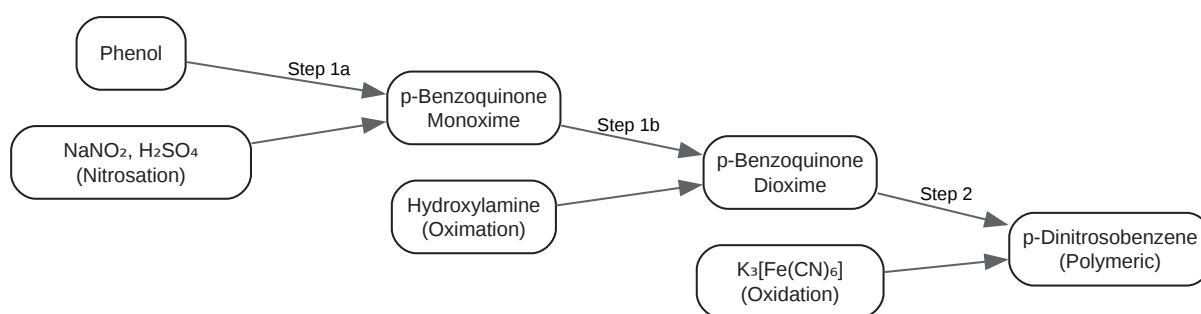 Phenol
Step 1a
NaNO₂, H₂SO₄
(Nitrosation)
p-Benzoquinone
Monoxime
Step 1b
Hydroxylamine
(Oximation)
p-Benzoquinone
Dioxime
Step 2
K₃[Fe(CN)₆]
(Oxidation)
p-Dinitrosobenzene
(Polymeric)